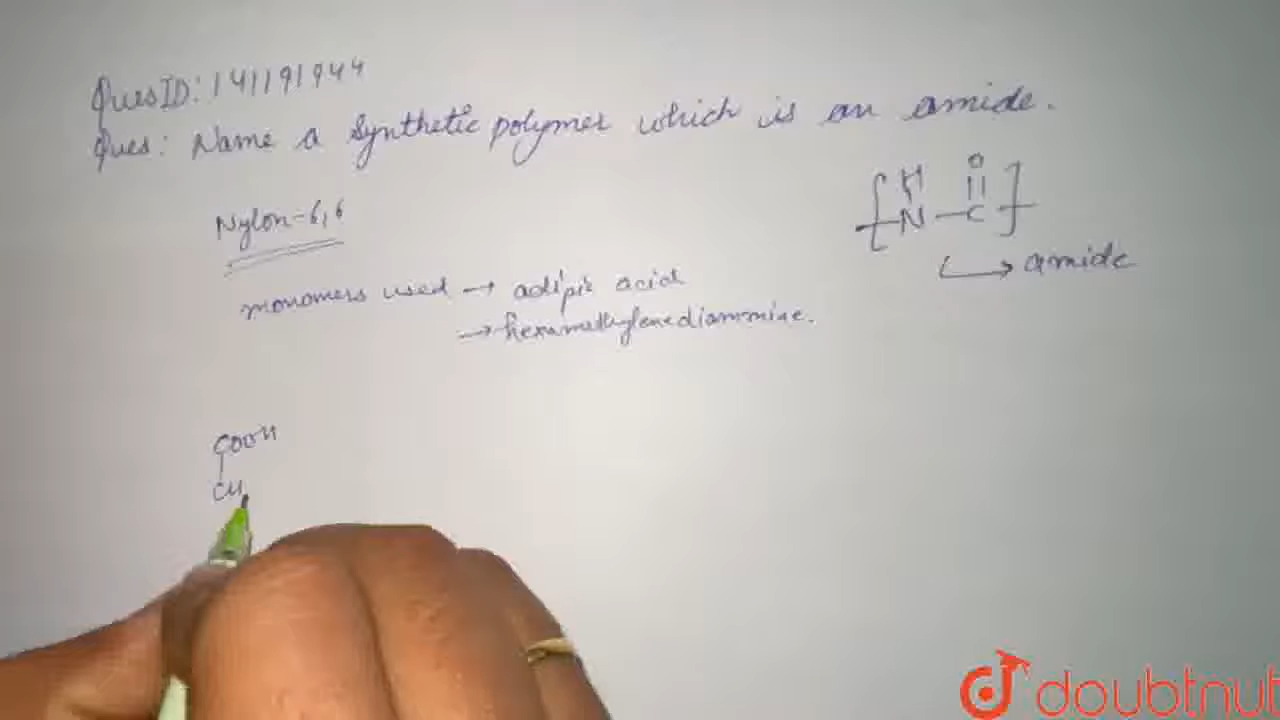 QuesID: 141191944
Ques: Name a Synthetic polymer which is an amide.
H O
[ N — C ]
Nylon-6,6
→ amide
monomers used → adipic acid
→ hexamethylenediammine.
COOH
CH
doubtnut